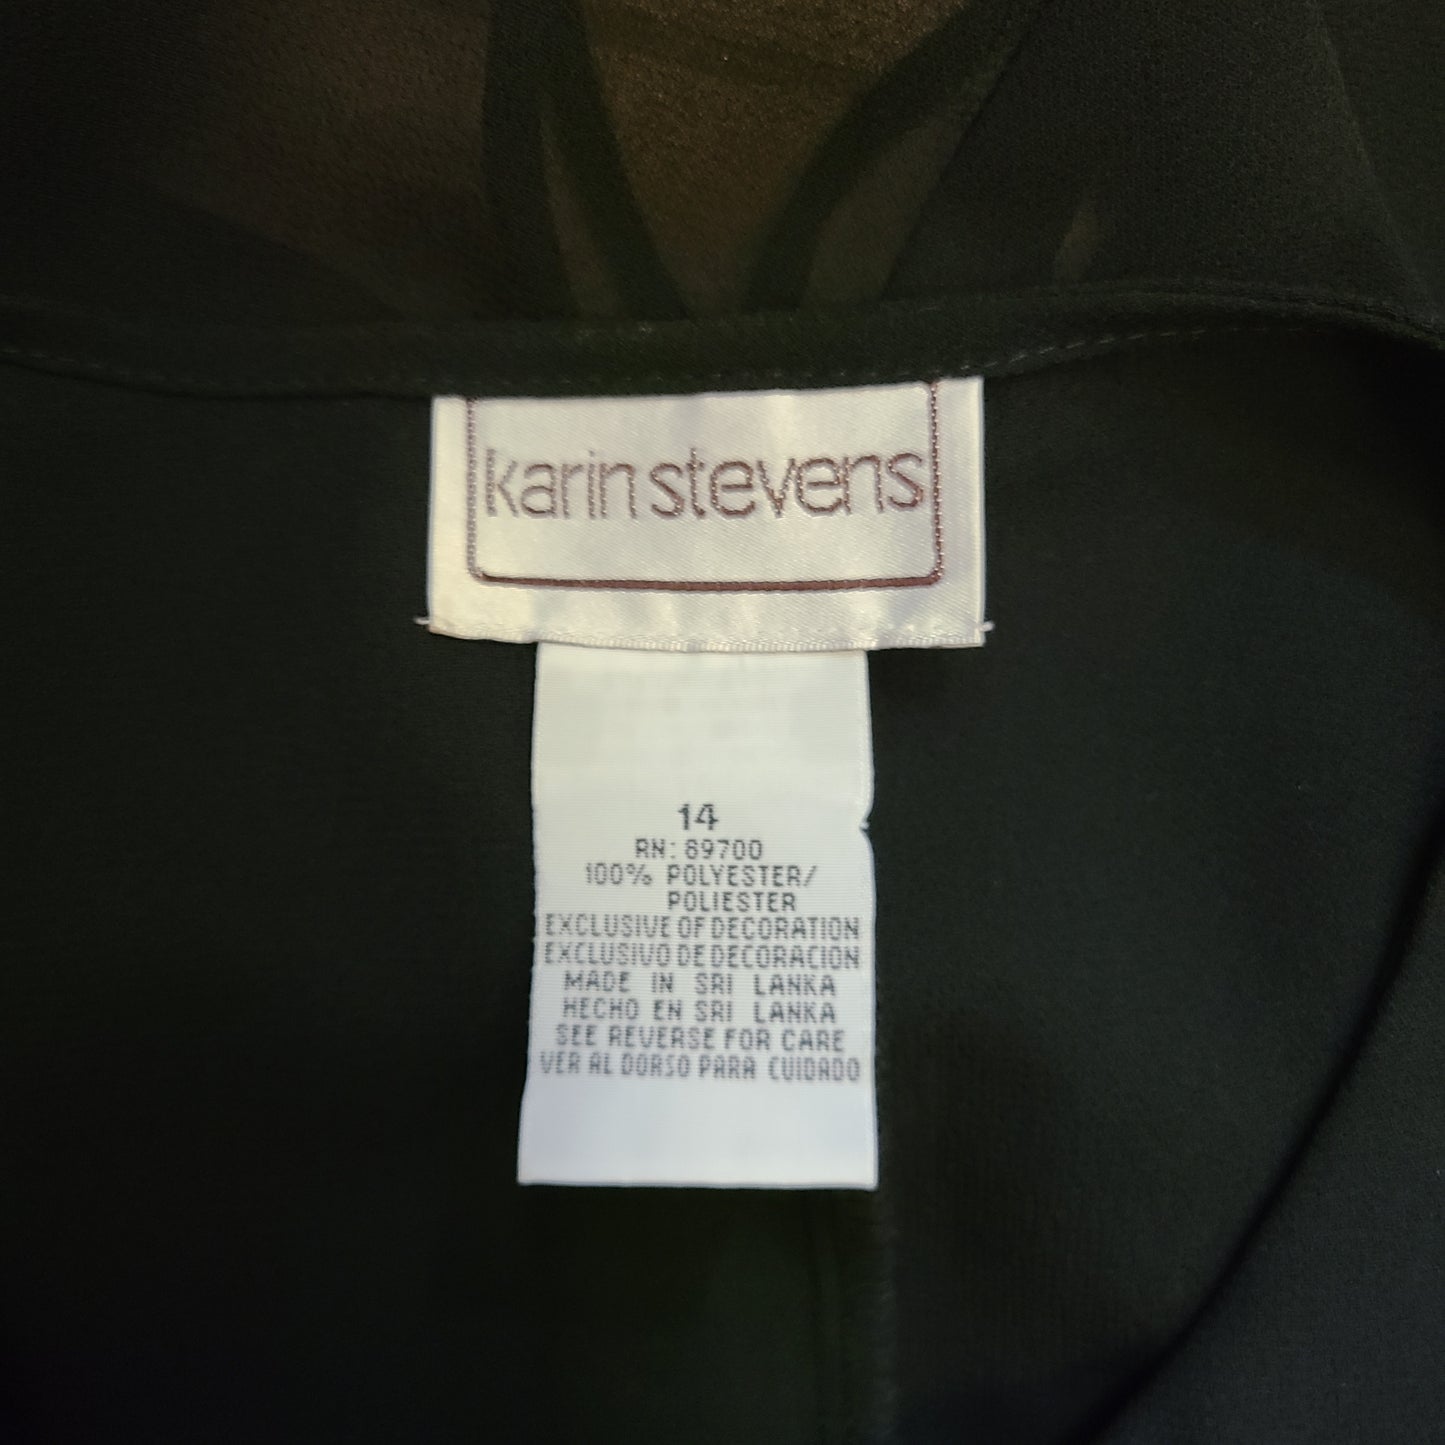 karin stevens
14
RN: 89700
100% POLYESTER/
POLIESTER
EXCLUSIVE OF DECORATION
EXCLUSIVO DE DECORACION
MADE IN SRI LANKA
HECHO EN SRI LANKA
SEE REVERSE FOR CARE
VER AL DORSO PARA CUIDADO